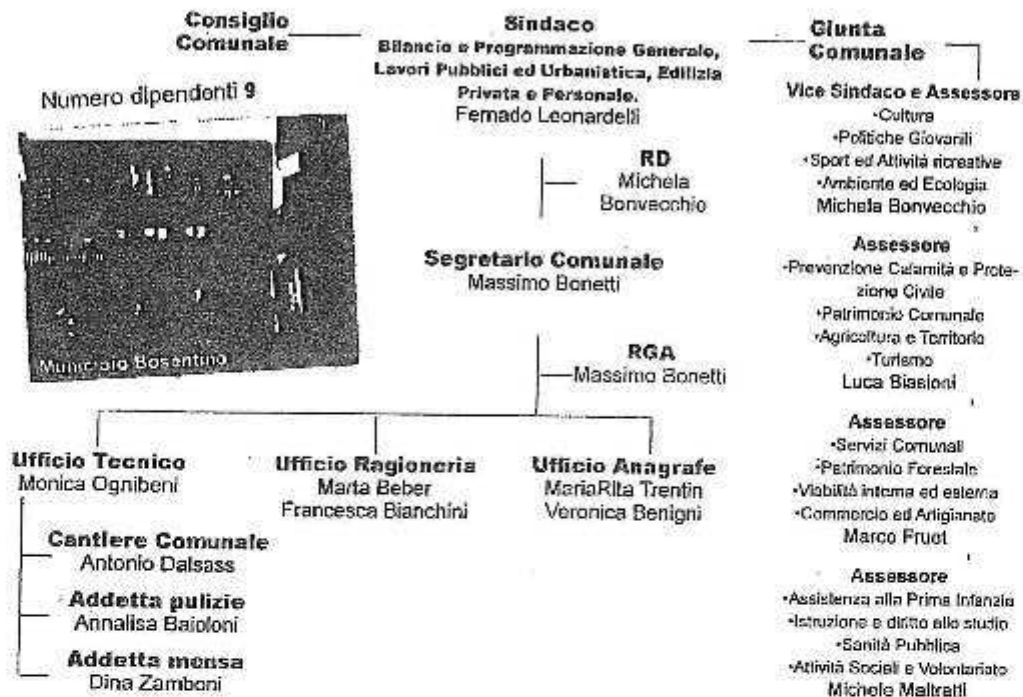 Consiglio
Comunale
Sindaco
Bilancio e Programmazione Generale,
Lavori Pubblici ed Urbanistica, Edilizia
Privata e Personale.
Fernado Leonardelli
Giunta
Comunale
Numero dipendenti 9
Municipio Bosentino
RD
Michela
Bonvecchio
Segretario Comunale
Massimo Bonetti
RGA
Massimo Bonetti
Ufficio Tecnico
Monica Ognibeni
Cantiere Comunale
Antonio Dalsass
Addetta pulizie
Annalisa Baioloni
Addetta mensa
Dina Zamboni
Ufficio Ragioneria
Marta Beber
Francesca Bianchini
Ufficio Anagrafe
MariaRita Trentin
Veronica Benigni
Vice Sindaco e Assessore
•Cultura
•Politiche Giovanili
•Sport ed Attività ricreative
•Ambiente ed Ecologia
Michela Bonvecchio
Assessore
•Prevenzione Calamità e Prote-
zione Civile
•Patrimonio Comunale
•Agricoltura e Territorio
•Turismo
Luca Biasioni
Assessore
•Servizi Comunali
•Patrimonio Forestale
•Viabilità interna ed esterna
•Commercio ed Artigianato
Marco Fruet
Assessore
•Assistenza alla Prima Infanzia
•Istruzione e diritto allo studio
•Sanità Pubblica
•Attività Sociali e Volontariato
Michele